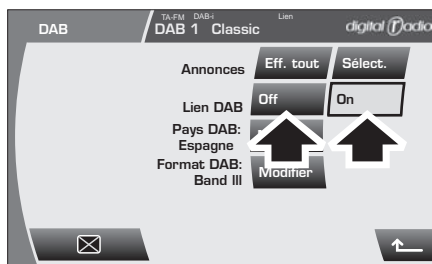 TA-FM DAB-i Lien
DAB DAB 1 Classic digital radio
Annonces Eff. tout Sélect.
Lien DAB Off On
Pays DAB:
Espagne
Format DAB:
Band III Modifier